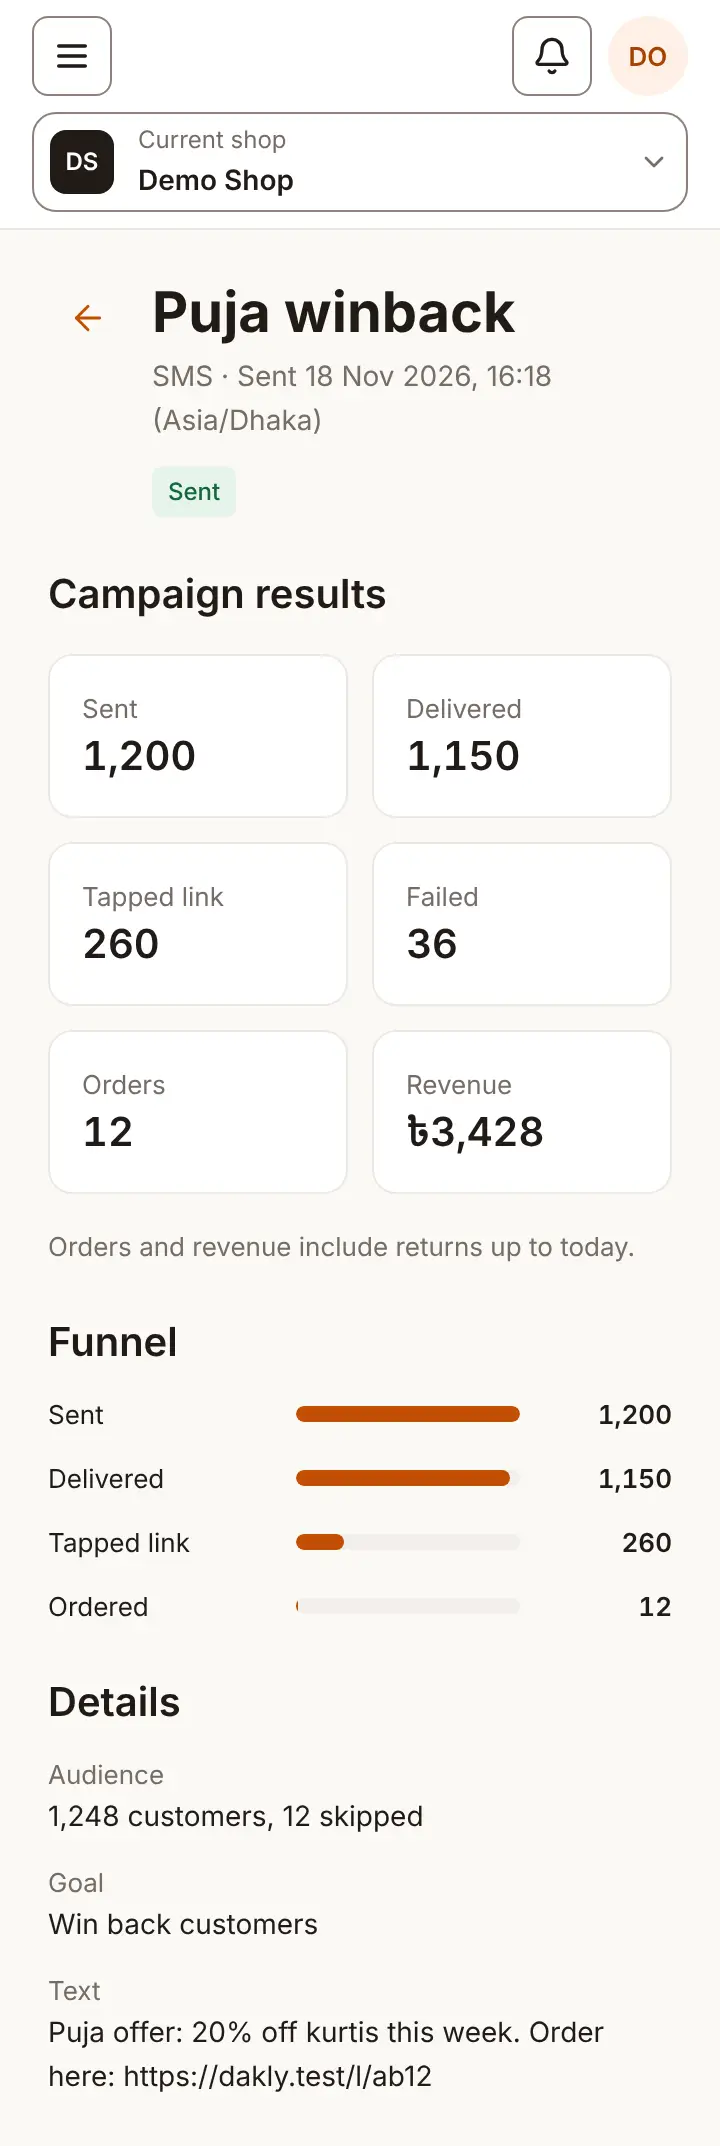 DO
DS
Current shop
Demo Shop
Puja winback
SMS · Sent 18 Nov 2026, 16:18
(Asia/Dhaka)
Sent
Campaign results
Sent
1,200
Delivered
1,150
Tapped link
260
Failed
36
Orders
12
Revenue
৳3,428
Orders and revenue include returns up to today.
Funnel
Sent 1,200
Delivered 1,150
Tapped link 260
Ordered 12
Details
Audience
1,248 customers, 12 skipped
Goal
Win back customers
Text
Puja offer: 20% off kurtis this week. Order
here: https://dakly.test/l/ab12